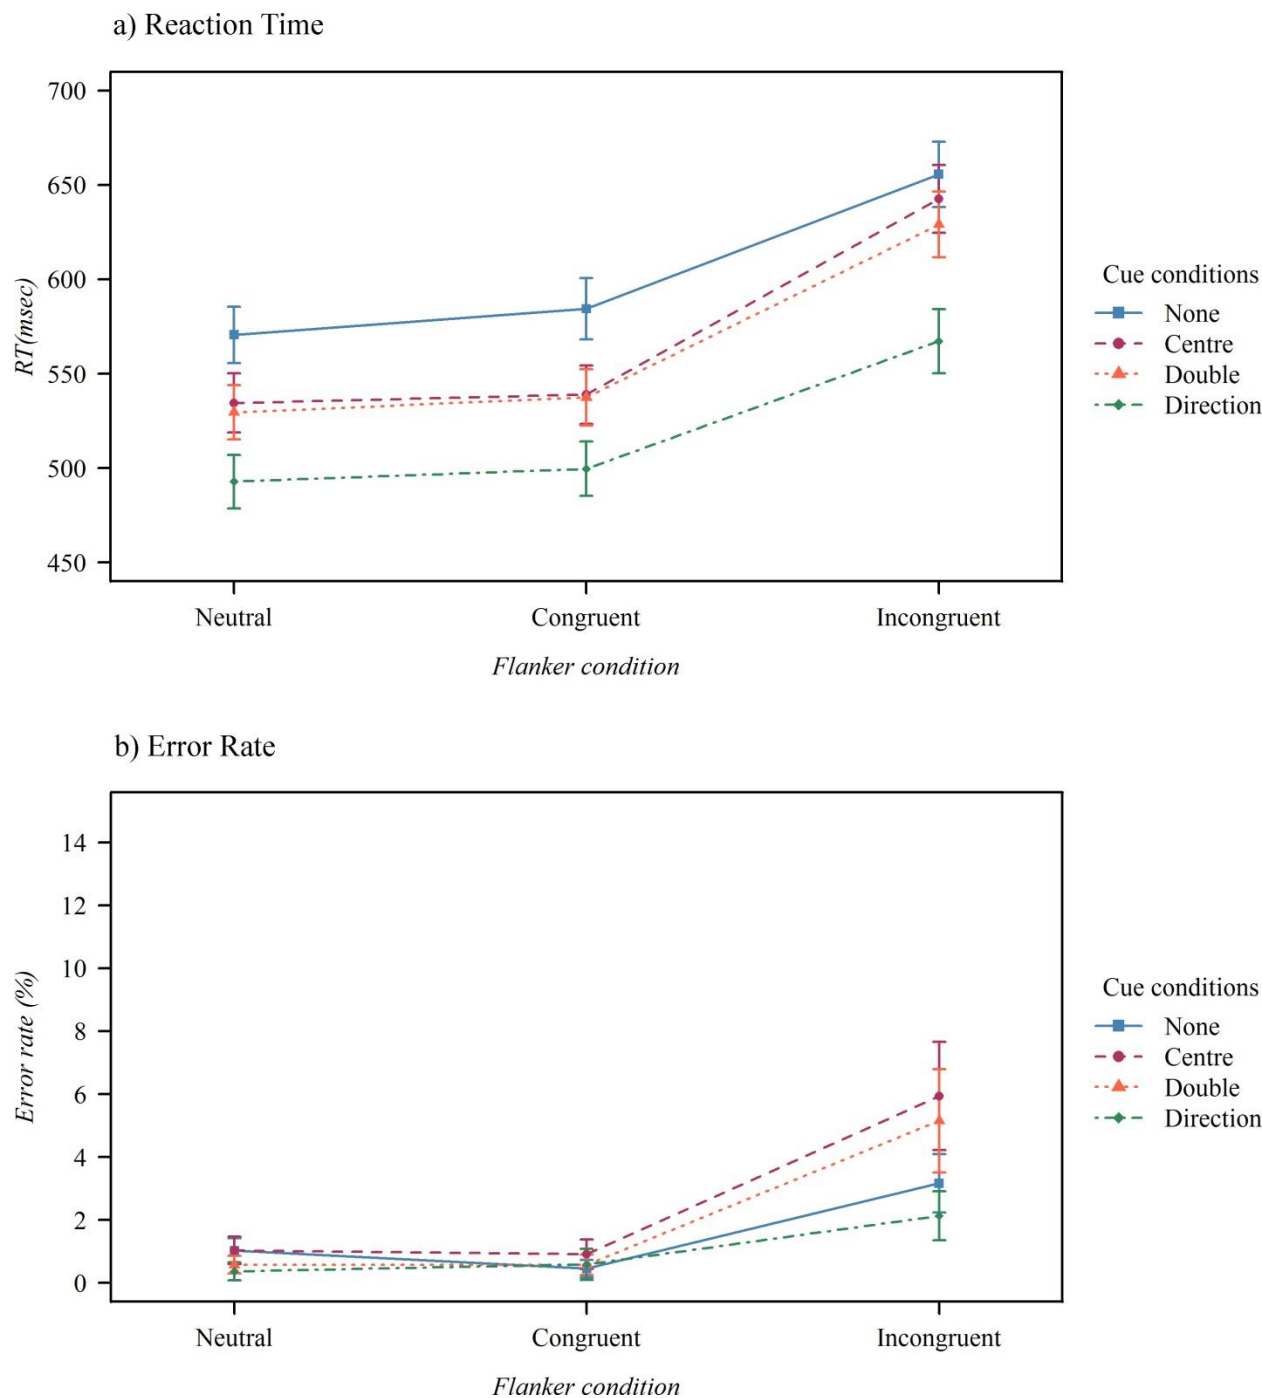 a) Reaction Time
700
650
600
550
500
450
RT(msec)
Neutral Congruent Incongruent
Flanker condition
Cue conditions
None
Centre
Double
Direction
b) Error Rate
14
12
10
8
6
4
2
0
Error rate (%)
Neutral Congruent Incongruent
Flanker condition
Cue conditions
None
Centre
Double
Direction